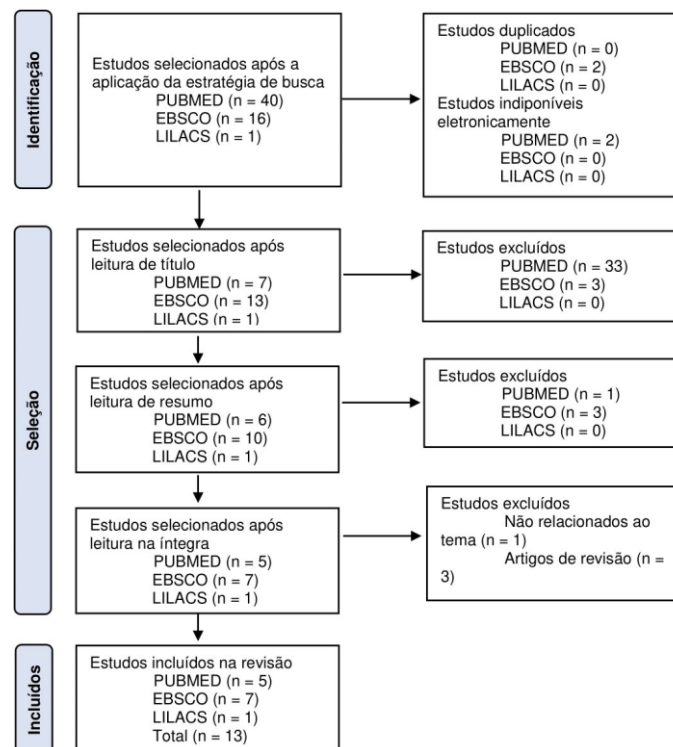 Identificação
Estudos selecionados após a
aplicação da estratégia de busca
PUBMED (n = 40)
EBSCO (n = 16)
LILACS (n = 1)
Estudos duplicados
PUBMED (n = 0)
EBSCO (n = 2)
LILACS (n = 0)
Estudos indiponíveis
eletronicamente
PUBMED (n = 2)
EBSCO (n = 0)
LILACS (n = 0)
Seleção
Estudos selecionados após
leitura de título
PUBMED (n = 7)
EBSCO (n = 13)
LILACS (n = 1)
Estudos excluídos
PUBMED (n = 33)
EBSCO (n = 3)
LILACS (n = 0)
Estudos selecionados após
leitura de resumo
PUBMED (n = 6)
EBSCO (n = 10)
LILACS (n = 1)
Estudos excluídos
PUBMED (n = 1)
EBSCO (n = 3)
LILACS (n = 0)
Estudos selecionados após
leitura na íntegra
PUBMED (n = 5)
EBSCO (n = 7)
LILACS (n = 1)
Estudos excluídos
Não relacionados ao
tema (n = 1)
Artigos de revisão (n =
3)
Incluídos
Estudos incluídos na revisão
PUBMED (n = 5)
EBSCO (n = 7)
LILACS (n = 1)
Total (n = 13)